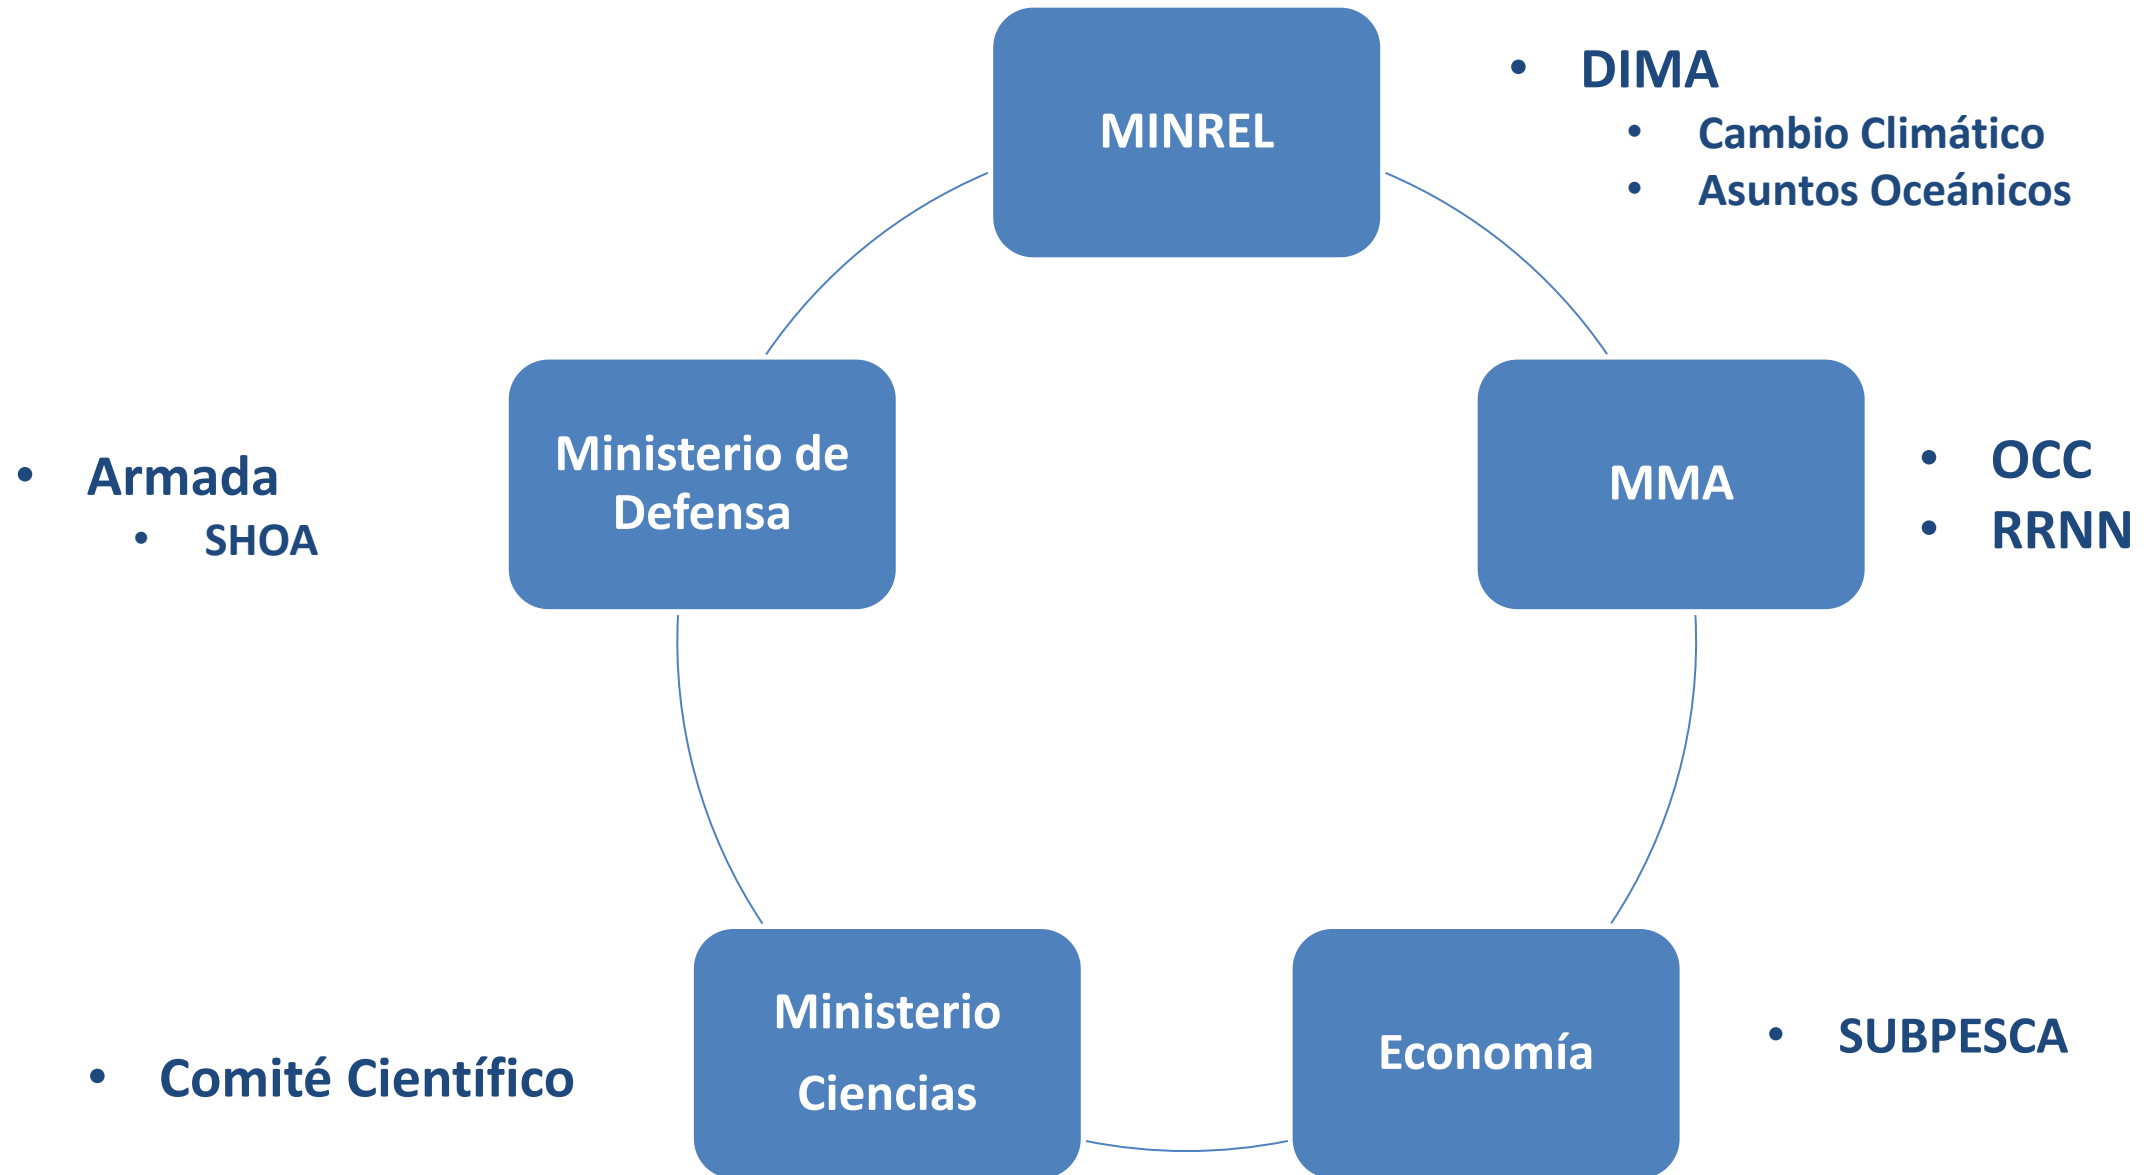 MINREL
• DIMA
• Cambio Climático
• Asuntos Oceánicos
Ministerio de
Defensa
• Armada
• SHOA
MMA
• OCC
• RRNN
Ministerio
Ciencias
• Comité Científico
Economía
• SUBPESCA